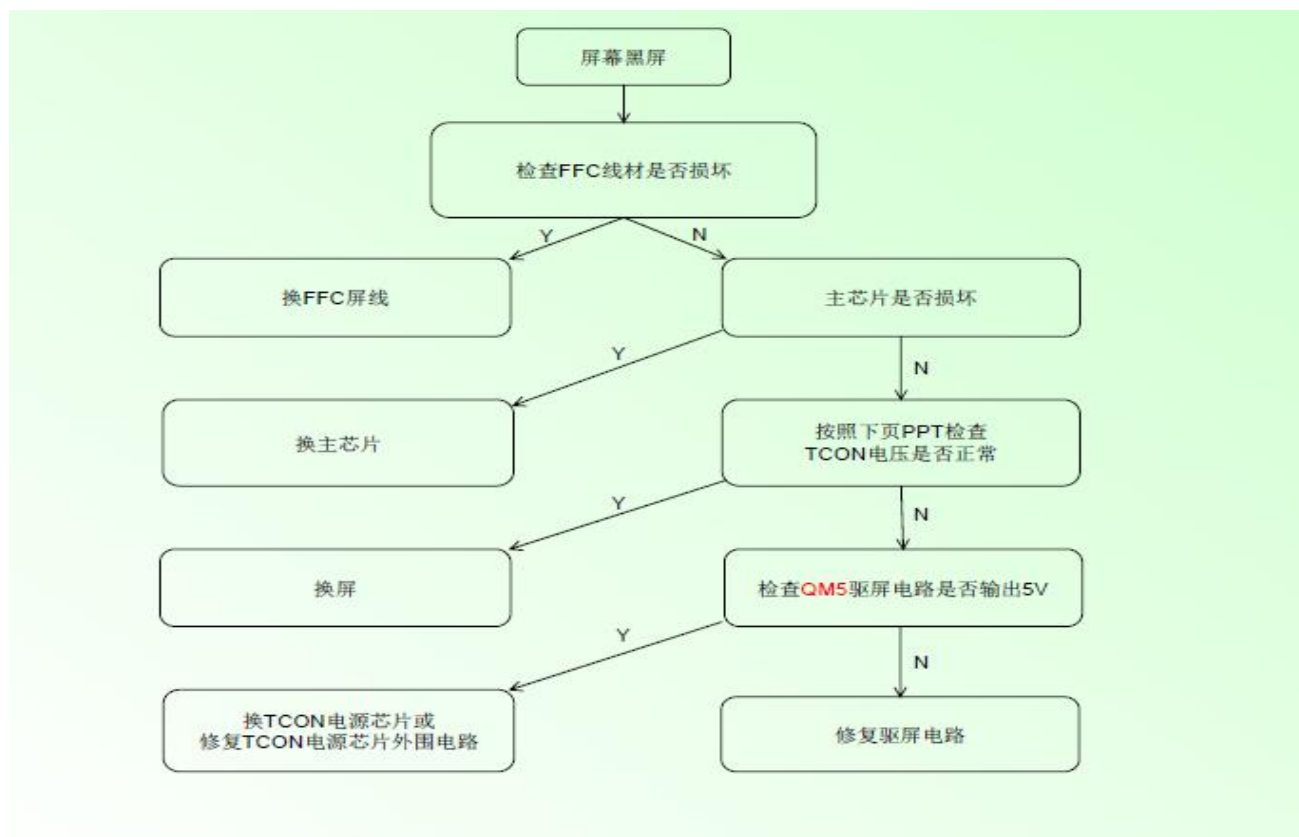 屏幕黑屏
检查FFC线材是否损坏
Y
N
换FFC屏线
主芯片是否损坏
Y
N
换主芯片
按照下页PPT检查
TCON电压是否正常
Y
N
换屏
检查QM5驱屏电路是否输出5V
Y
N
换TCON电源芯片或
修复TCON电源芯片外围电路
修复驱屏电路